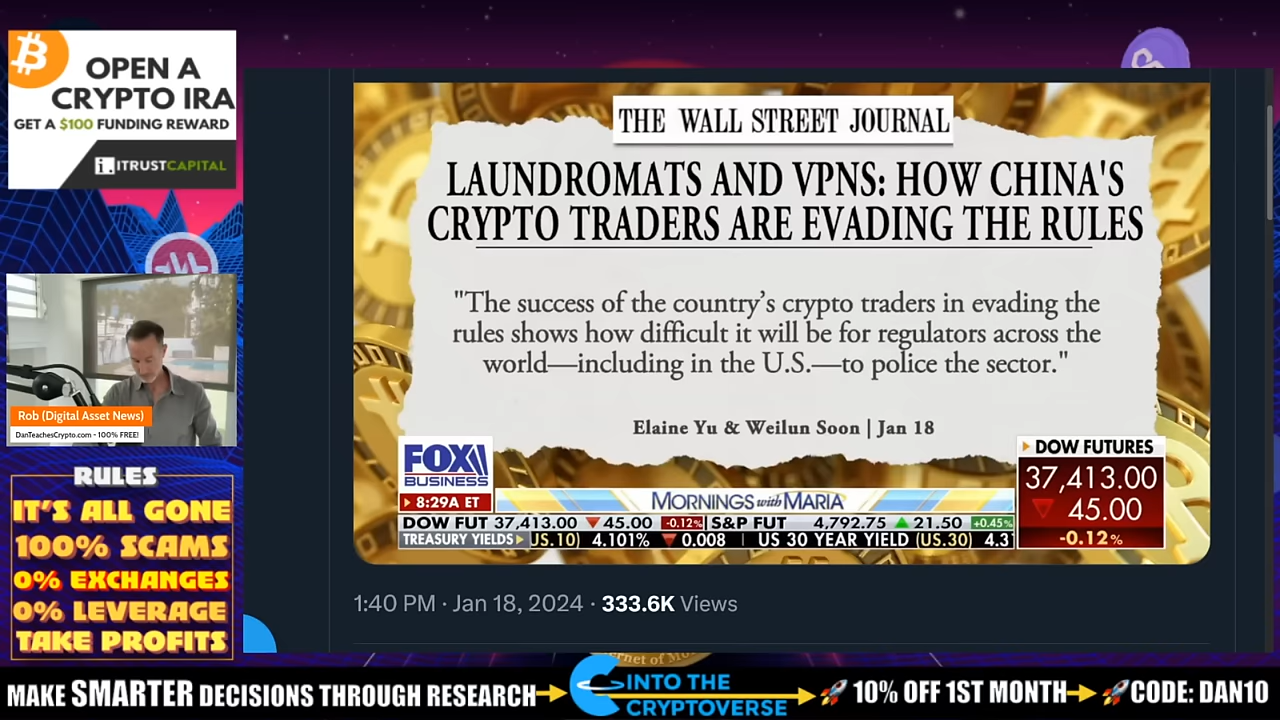 OPEN A
CRYPTO IRA
GET A $100 FUNDING REWARD
i. ITRUSTCAPITAL
Rob (Digital Asset News)
DanTeachesCrypto.com - 100% FREE!
RULES
IT'S ALL GONE
100% SCAMS
0% EXCHANGES
0% LEVERAGE
TAKE PROFITS
THE WALL STREET JOURNAL
LAUNDROMATS AND VPNS: HOW CHINA'S
CRYPTO TRADERS ARE EVADING THE RULES
"The success of the country's crypto traders in evading the
rules shows how difficult it will be for regulators across the
world—including in the U.S.—to police the sector."
Elaine Yu & Weilun Soon | Jan 18
FOX
BUSINESS
8:29A ET
MORNINGS with MARIA
DOW FUT 37,413.00 ▼ 45.00 -0.12% S&P FUT 4,792.75 ▲ 21.50 +0.45%
TREASURY YIELDS (US.10) 4.101% ▼ 0.008 | US 30 YEAR YIELD (US.30) 4.3
DOW FUTURES
37,413.00
▼ 45.00
-0.12%
1:40 PM · Jan 18, 2024 · 333.6K Views
MAKE SMARTER DECISIONS THROUGH RESEARCH
INTO THE
CRYPTOVERSE
10% OFF 1ST MONTH
CODE: DAN10